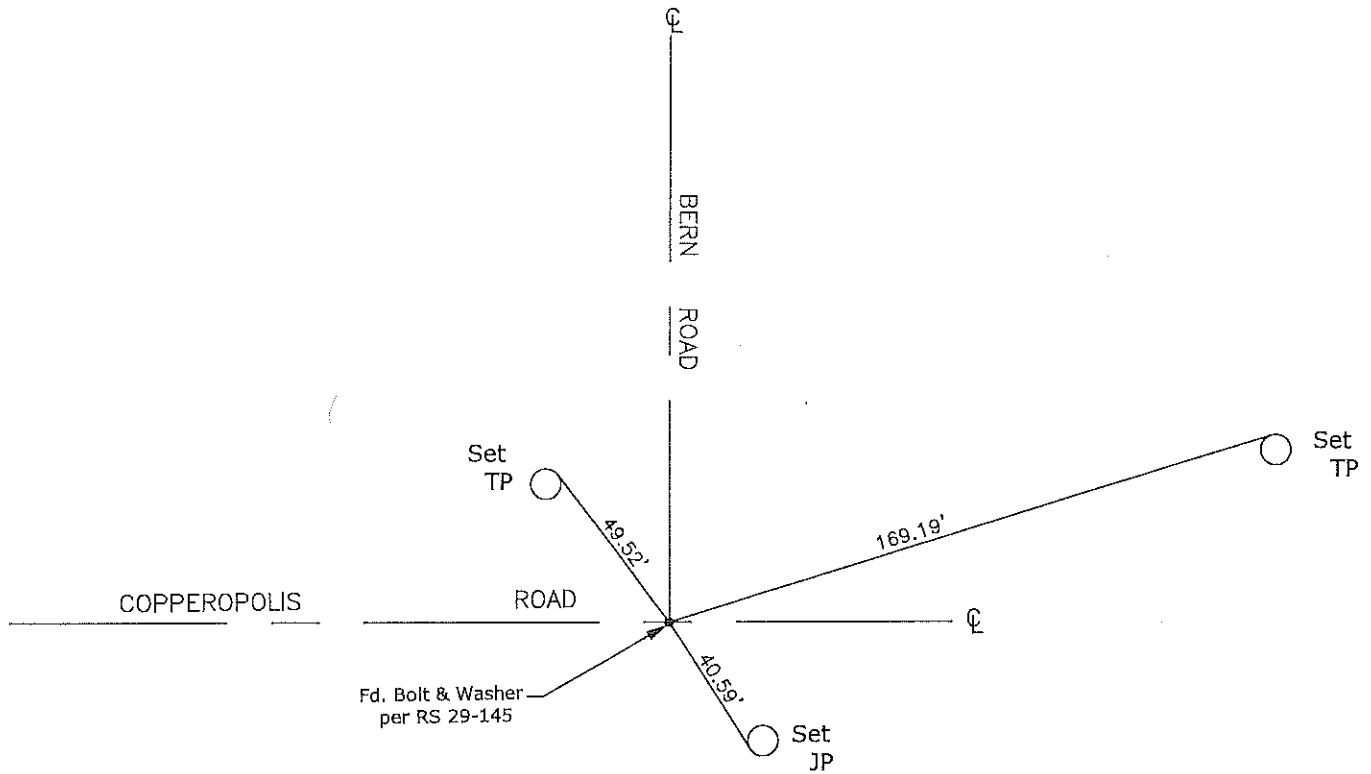 ℄
BERN ROAD
Set
TP
Set
TP
49.52'
169.19'
COPPEROPOLIS ROAD
℄
40.59'
Fd. Bolt & Washer
per RS 29-145
Set
JP